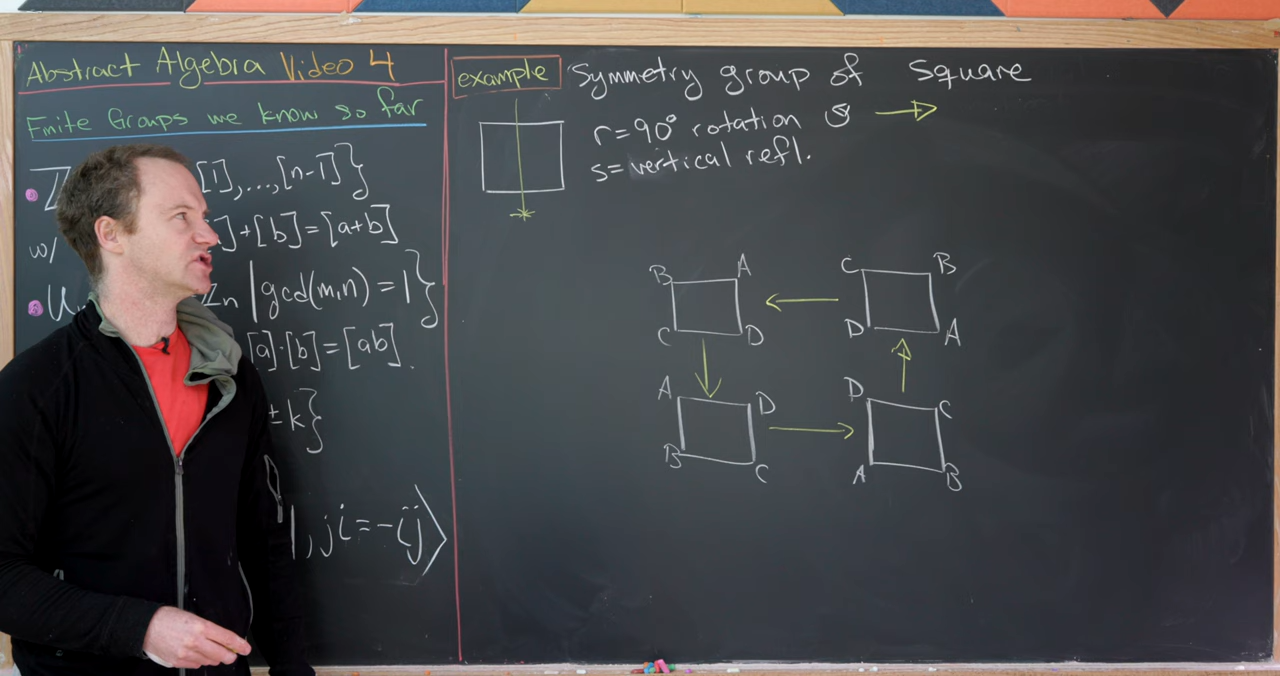 Abstract Algebra Video 4
Finite Groups we know so far
[1],...,[n-1]}
w/ ]+[b]=[a+b]
| gcd(m,n) = 1}
[a]·[b]=[ab].
±k}
1, ji=-ij⟩
example Symmetry group of Square
r=90° rotation ↺ →
s=vertical refl.
B A
C D
C B
D A
A D
B C
D C
A B